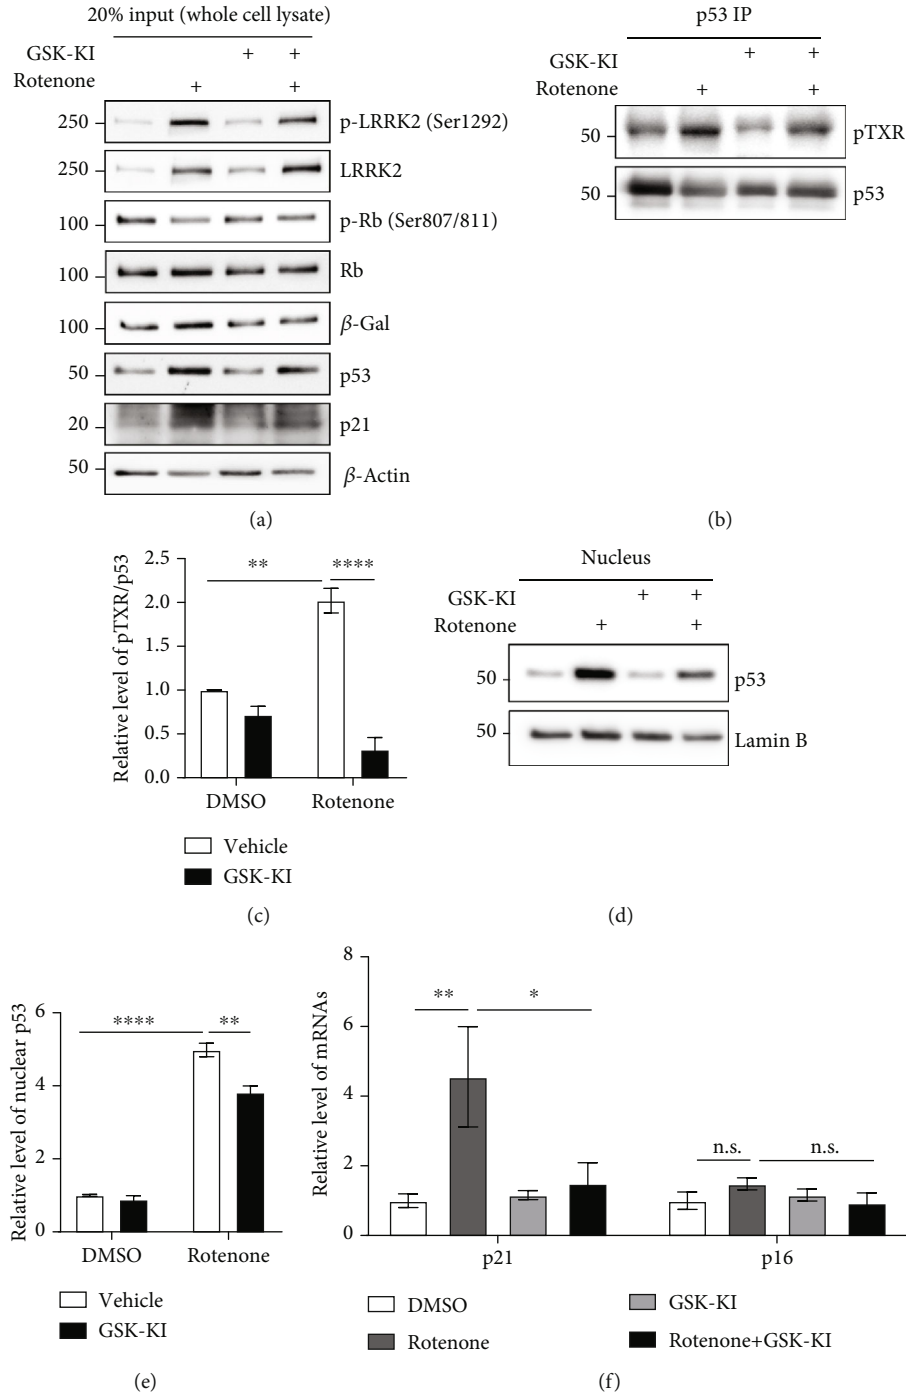 20% input (whole cell lysate)
GSK-KI + +
Rotenone + +
250 p-LRRK2 (Ser1292)
250 LRRK2
100 p-Rb (Ser807/811)
100 Rb
100 β-Gal
50 p53
20 p21
50 β-Actin
(a)
p53 IP
GSK-KI + +
Rotenone + +
50 pTXR
50 p53
(b)
Relative level of pTXR/p53
2.5
2.0
1.5
1.0
0.5
0.0
** ****
DMSO Rotenone
Vehicle
GSK-KI
(c)
Nucleus
GSK-KI + +
Rotenone + +
50 p53
50 Lamin B
(d)
Relative level of nuclear p53
6
4
2
0
**** **
DMSO Rotenone
Vehicle
GSK-KI
(e)
Relative level of mRNAs
8
6
4
2
0
** *
n.s. n.s.
p21 p16
DMSO GSK-KI
Rotenone Rotenone+GSK-KI
(f)